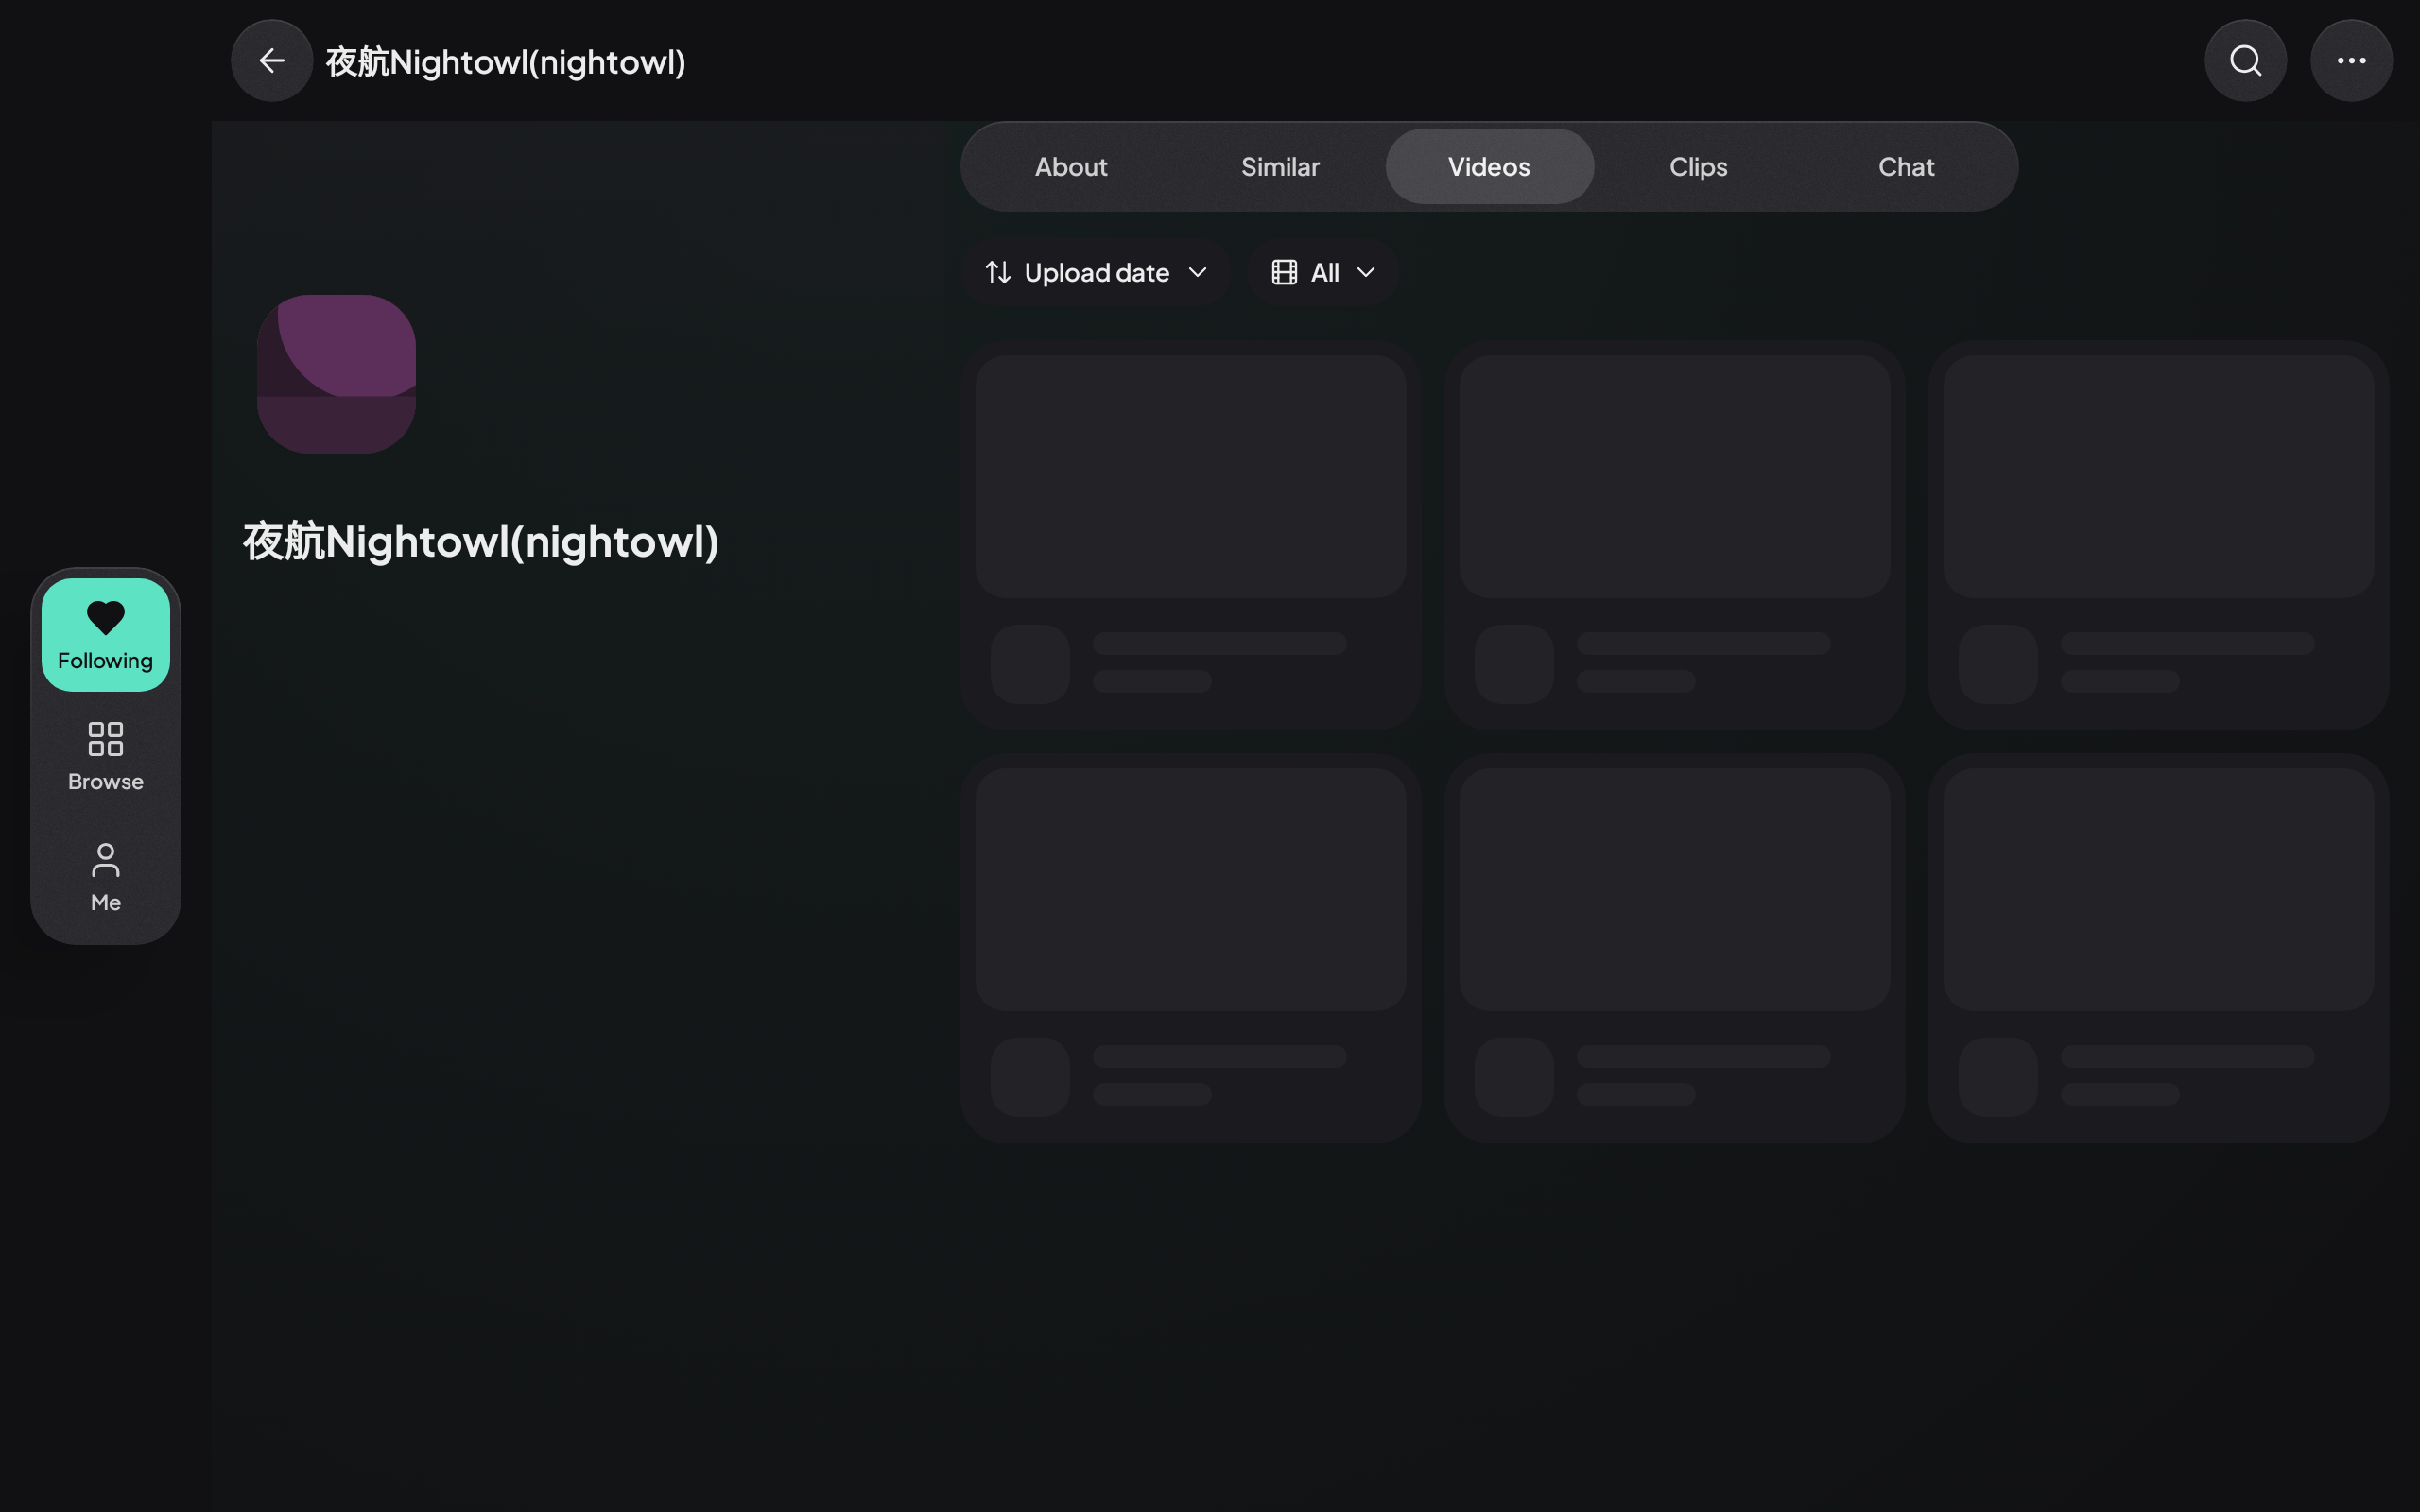 夜航Nightowl(nightowl)
About
Similar
Videos
Clips
Chat
Upload date
All
夜航Nightowl(nightowl)
Following
Browse
Me